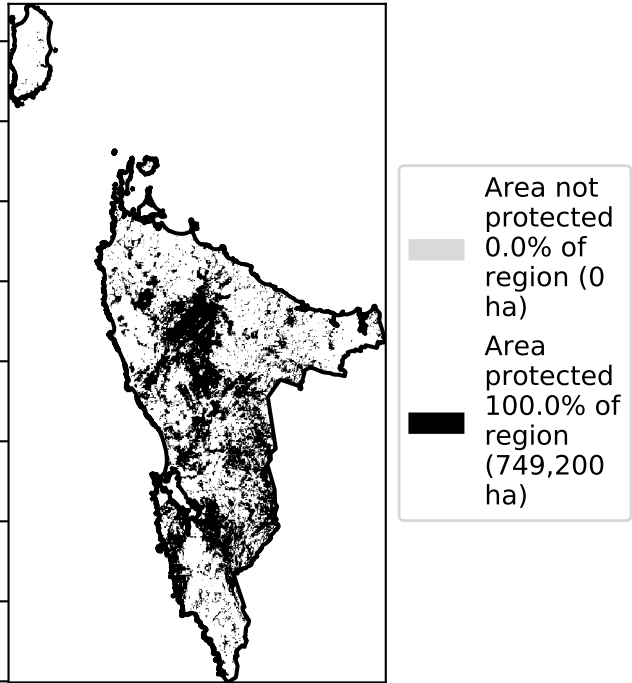 Area not
protected
0.0% of
region (0
ha)
Area
protected
100.0% of
region
(749,200
ha)